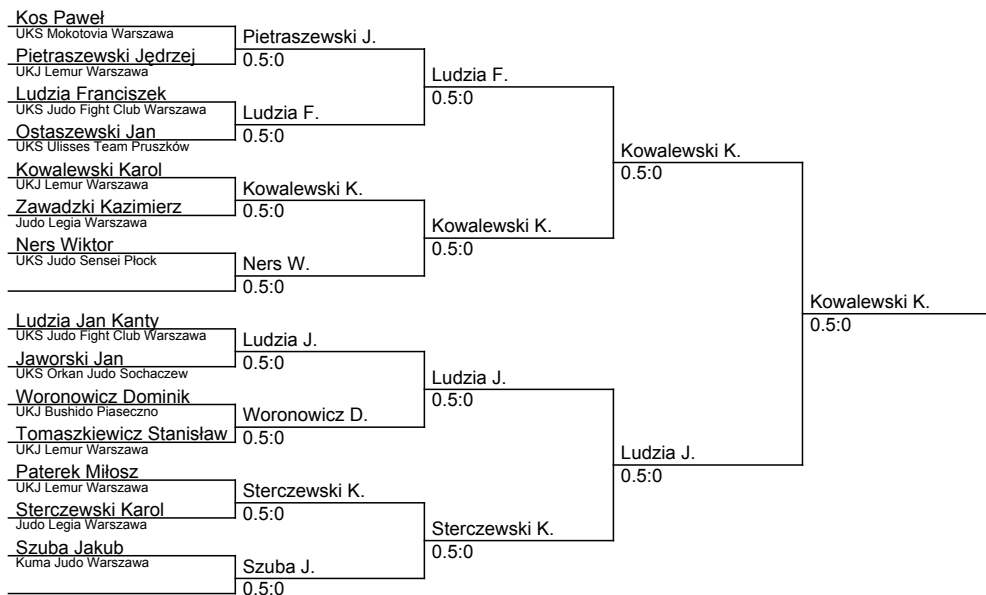 Kos Paweł
UKS Mokotovia Warszawa
Pietraszewski Jędrzej
UKJ Lemur Warszawa
Ludzia Franciszek
UKS Judo Fight Club Warszawa
Ostaszewski Jan
UKS Ulisses Team Pruszków
Kowalewski Karol
UKJ Lemur Warszawa
Zawadzki Kazimierz
Judo Legia Warszawa
Ners Wiktor
UKS Judo Sensei Płock
Ludzia Jan Kanty
UKS Judo Fight Club Warszawa
Jaworski Jan
UKS Orkan Judo Sochaczew
Woronowicz Dominik
UKJ Bushido Piaseczno
Tomaszkiewicz Stanisław
UKJ Lemur Warszawa
Paterek Miłosz
UKJ Lemur Warszawa
Sterczewski Karol
Judo Legia Warszawa
Szuba Jakub
Kuma Judo Warszawa
Pietraszewski J.
0.5:0
Ludzia F.
0.5:0
Kowalewski K.
0.5:0
Ners W.
0.5:0
Ludzia J.
0.5:0
Woronowicz D.
0.5:0
Sterczewski K.
0.5:0
Szuba J.
0.5:0
Ludzia F.
0.5:0
Kowalewski K.
0.5:0
Ludzia J.
0.5:0
Sterczewski K.
0.5:0
Kowalewski K.
0.5:0
Ludzia J.
0.5:0
Kowalewski K.
0.5:0